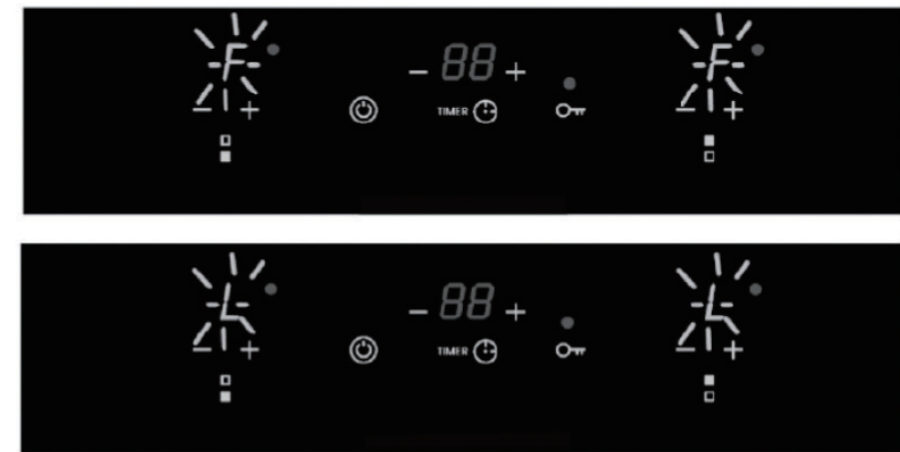 F - 88 + F
- + TIMER - +
L - 88 + L
- + TIMER - +